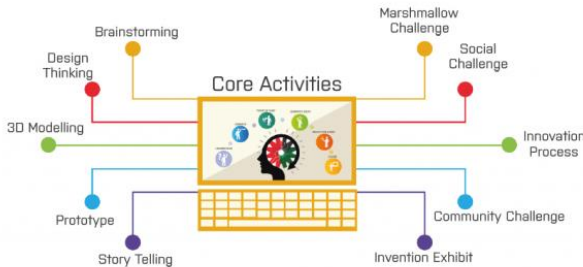 Brainstorming
Marshmallow
Challenge
Design
Thinking
Social
Challenge
Core Activities
3D Modelling
Innovation
Process
Prototype
Community Challenge
Story Telling
Invention Exhibit